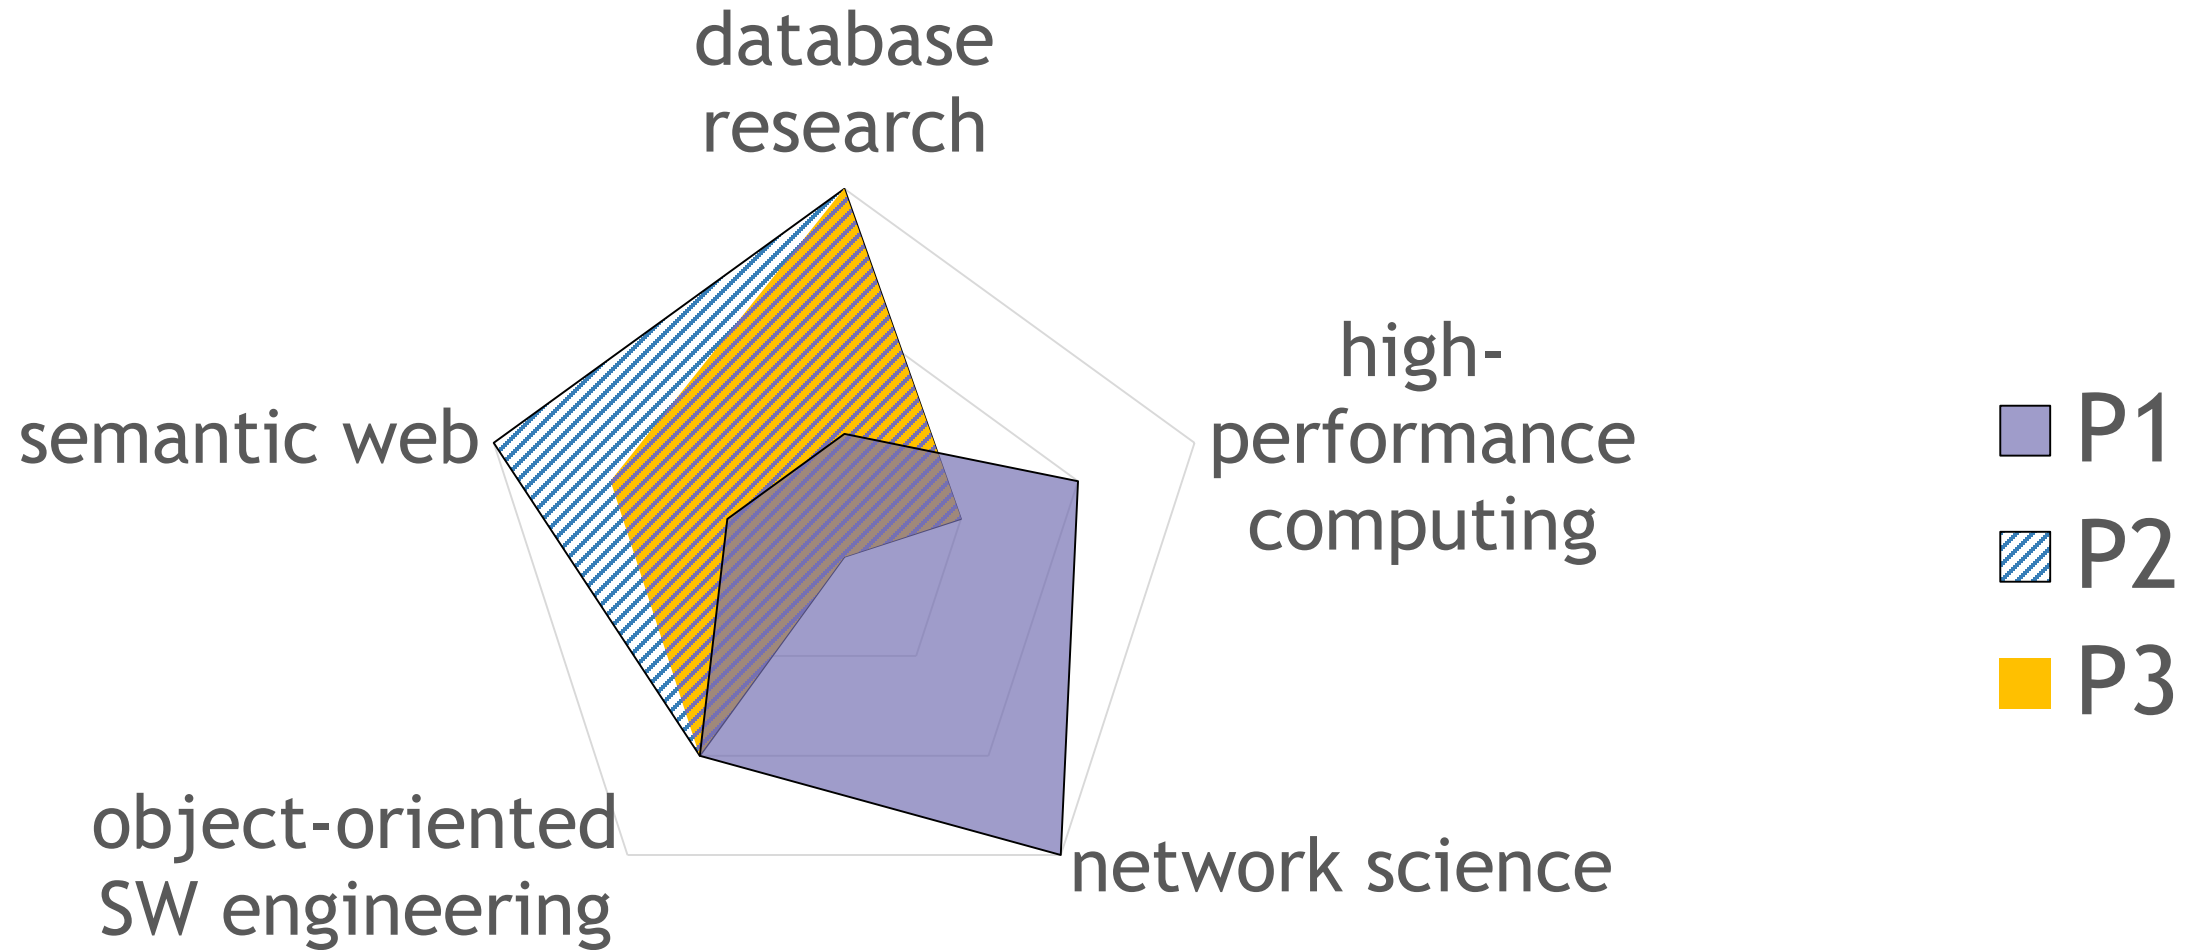 database
research
high-
performance
computing
semantic web
object-oriented
SW engineering
network science
P1
P2
P3